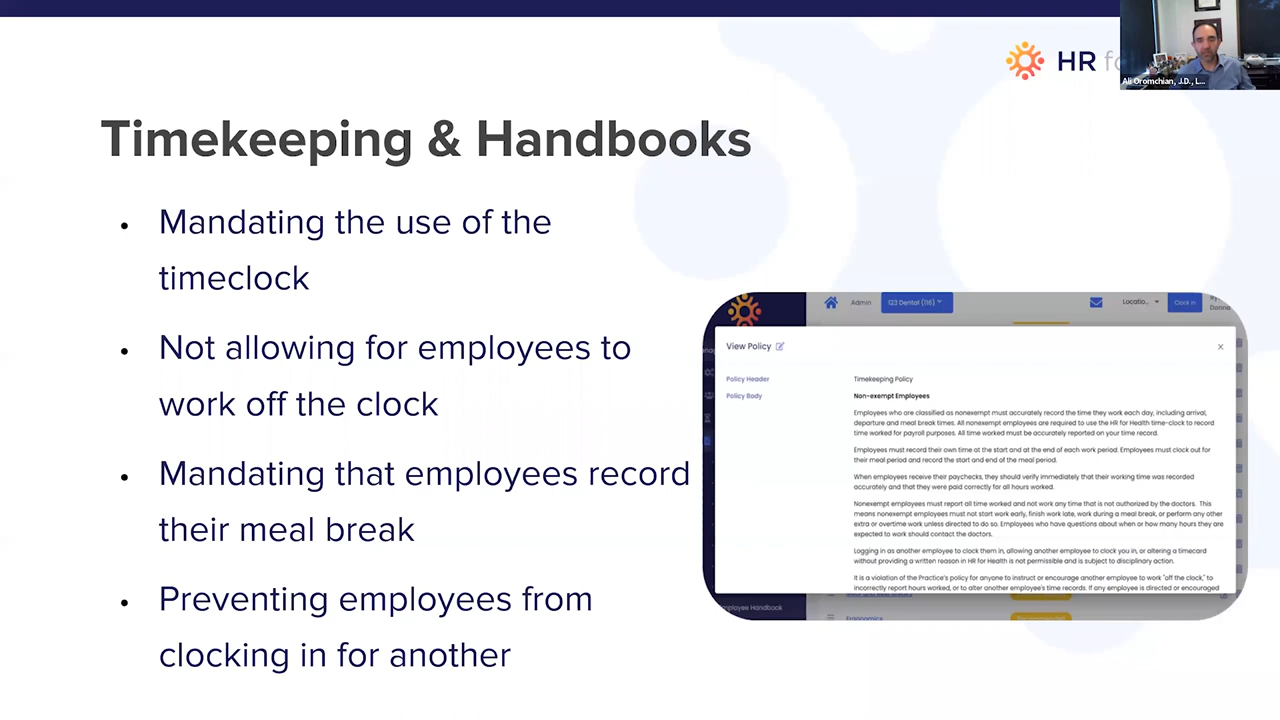 HR fo
Ali Oromchian, J.D., L...
Timekeeping & Handbooks
• Mandating the use of the
timeclock
• Not allowing for employees to
work off the clock
• Mandating that employees record
their meal break
• Preventing employees from
clocking in for another
Admin
123 Dental (116)
Locatio..
Clock in
Donna
View Policy
Policy Header
Timekeeping Policy
Policy Body
Non-exempt Employees
Employees who are classified as nonexempt must accurately record the time they work each day, including arrival,
departure and meal break times. All nonexempt employees are required to use the HR for Health time-clock to record
time worked for payroll purposes. All time worked must be accurately reported on your time record.
Employees must record their own time at the start and at the end of each work period. Employees must clock out for
their meal period and record the start and end of the meal period.
When employees receive their paychecks, they should verify immediately that their working time was recorded
accurately and that they were paid correctly for all hours worked.
Nonexempt employees must report all time worked and not work any time that is not authorized by the doctors. This
means nonexempt employees must not start work early, finish work late, work during a meal break, or perform any other
extra or overtime work unless directed to do so. Employees who have questions about when or how many hours they are
expected to work should contact the doctors.
Logging in as another employee to clock them in, allowing another employee to clock you in, or altering a timecard
without providing a written reason in HR for Health is not permissible and is subject to disciplinary action.
It is a violation of the Practice's policy for anyone to instruct or encourage another employee to work "off the clock," to
incorrectly report hours worked, or to alter another employee's time records. If any employee is directed or encouraged
mployee Handbook
Ergonomics